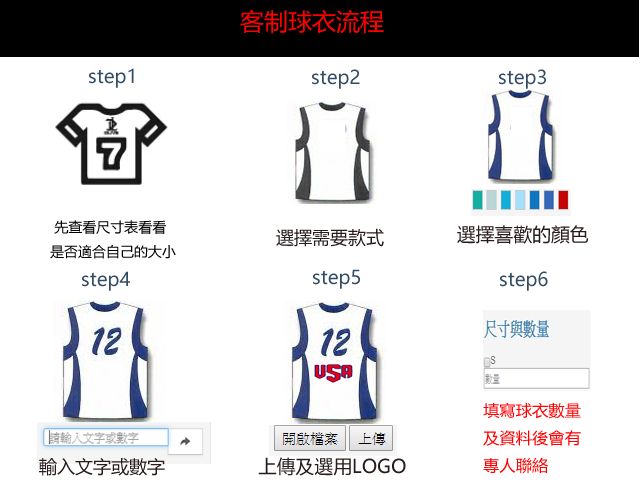 客制球衣流程
step1
7
先查看尺寸表看看
是否適合自己的大小
step2
選擇需要款式
step3
選擇喜歡的顏色
step4
12
請輸入文字或數字
輸入文字或數字
step5
12
USA
開啟檔案 上傳
上傳及選用LOGO
step6
尺寸與數量
S
數量
填寫球衣數量
及資料後會有
專人聯絡